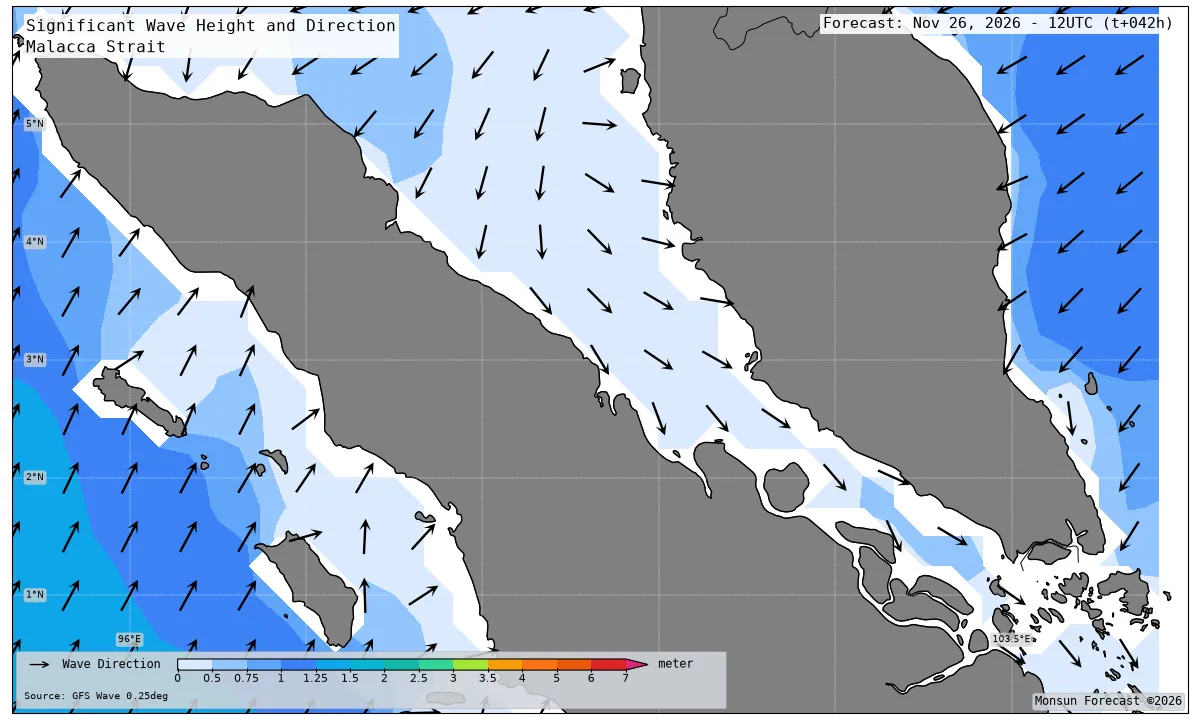 Significant Wave Height and Direction
Malacca Strait
Forecast: Nov 26, 2026 - 12UTC (t+042h)
5°N
4°N
3°N
2°N
1°N
96°E
103.5°E
Wave Direction
meter
0 0.5 0.75 1 1.25 1.5 2 2.5 3 3.5 4 5 6 7
Source: GFS Wave 0.25deg
Monsun Forecast ©2026